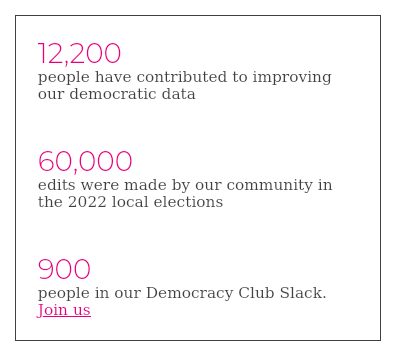 12,200
people have contributed to improving
our democratic data
60,000
edits were made by our community in
the 2022 local elections
900
people in our Democracy Club Slack.
Join us